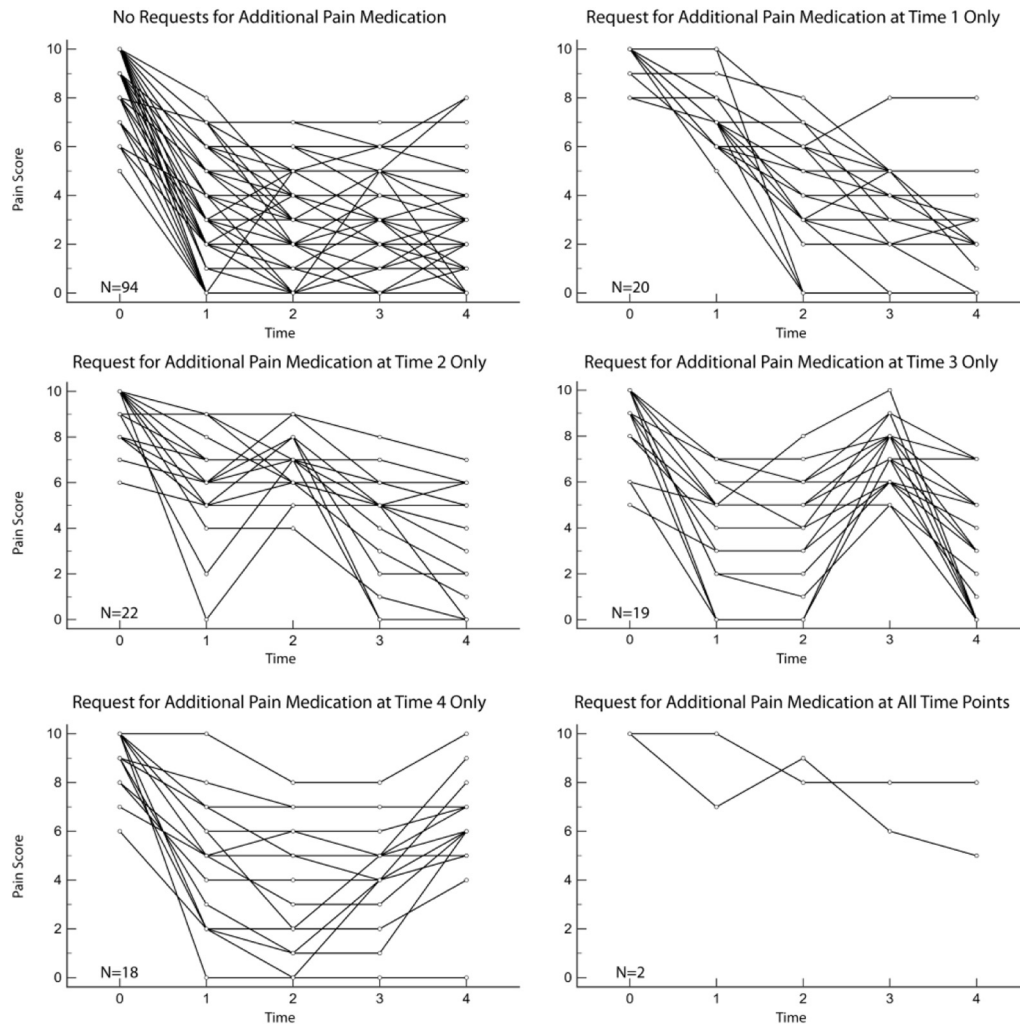 No Requests for Additional Pain Medication
Pain Score
10
8
6
4
2
0
N=94
0 1 2 3 4
Time
Request for Additional Pain Medication at Time 1 Only
10
8
6
4
2
0
N=20
0 1 2 3 4
Time
Request for Additional Pain Medication at Time 2 Only
Pain Score
10
8
6
4
2
0
N=22
0 1 2 3 4
Time
Request for Additional Pain Medication at Time 3 Only
10
8
6
4
2
0
N=19
0 1 2 3 4
Time
Request for Additional Pain Medication at Time 4 Only
Pain Score
10
8
6
4
2
0
N=18
0 1 2 3 4
Time
Request for Additional Pain Medication at All Time Points
10
8
6
4
2
0
N=2
0 1 2 3 4
Time